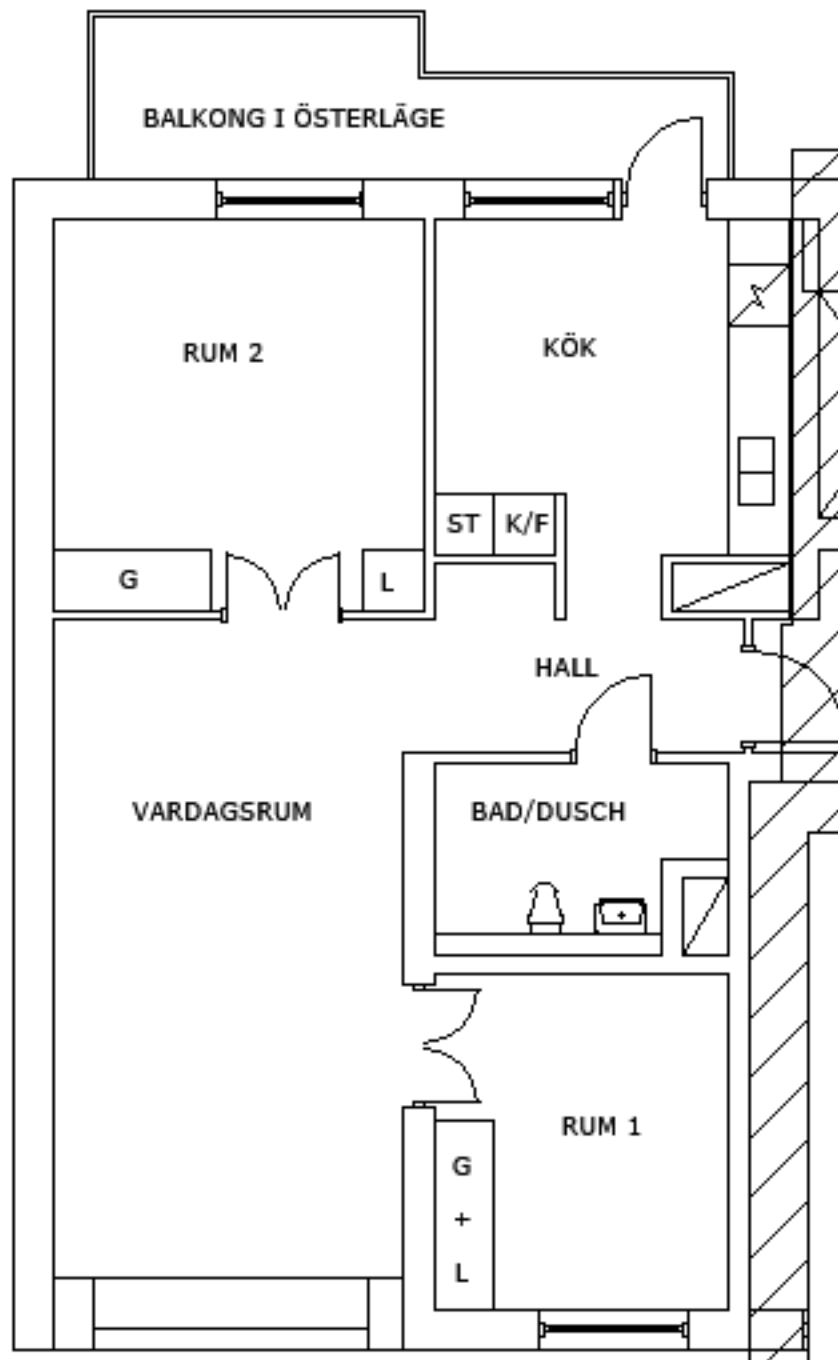 BALKONG I ÖSTERLÄGE
RUM 2
KÖK
ST
K/F
G
L
HALL
VARDAGSRUM
BAD/DUSCH
RUM 1
G
+
L